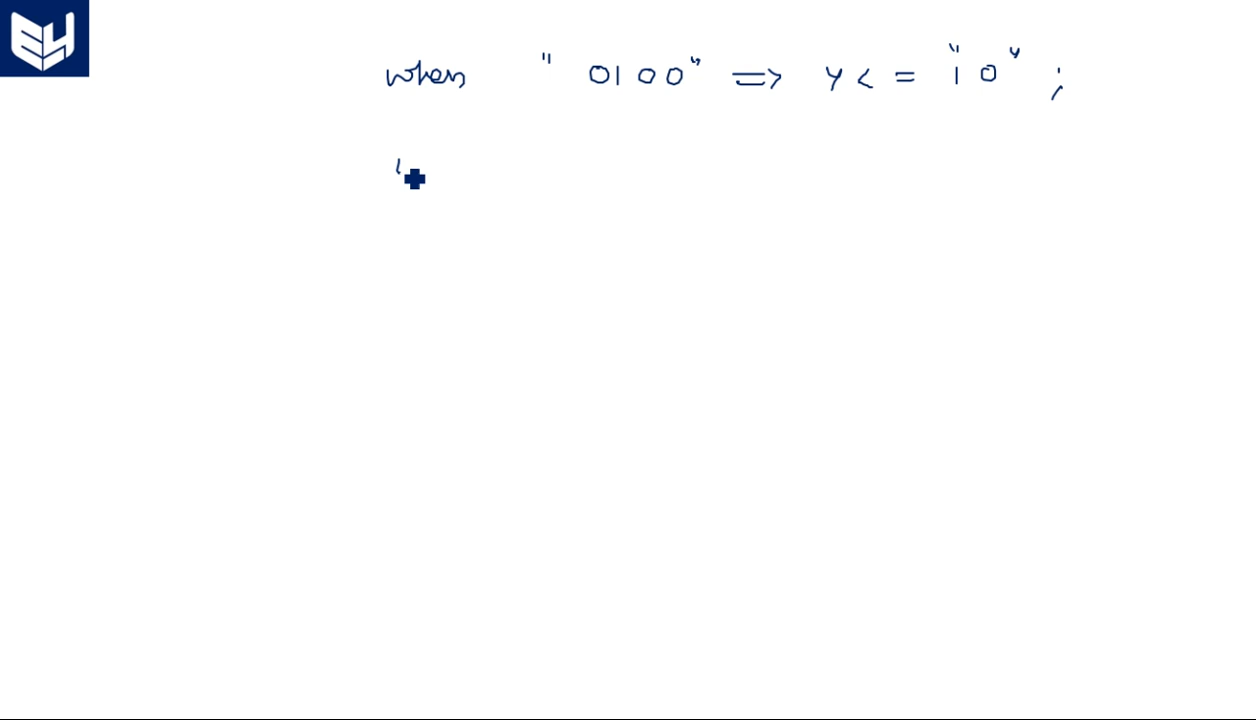 when "0100" => y <= "10";